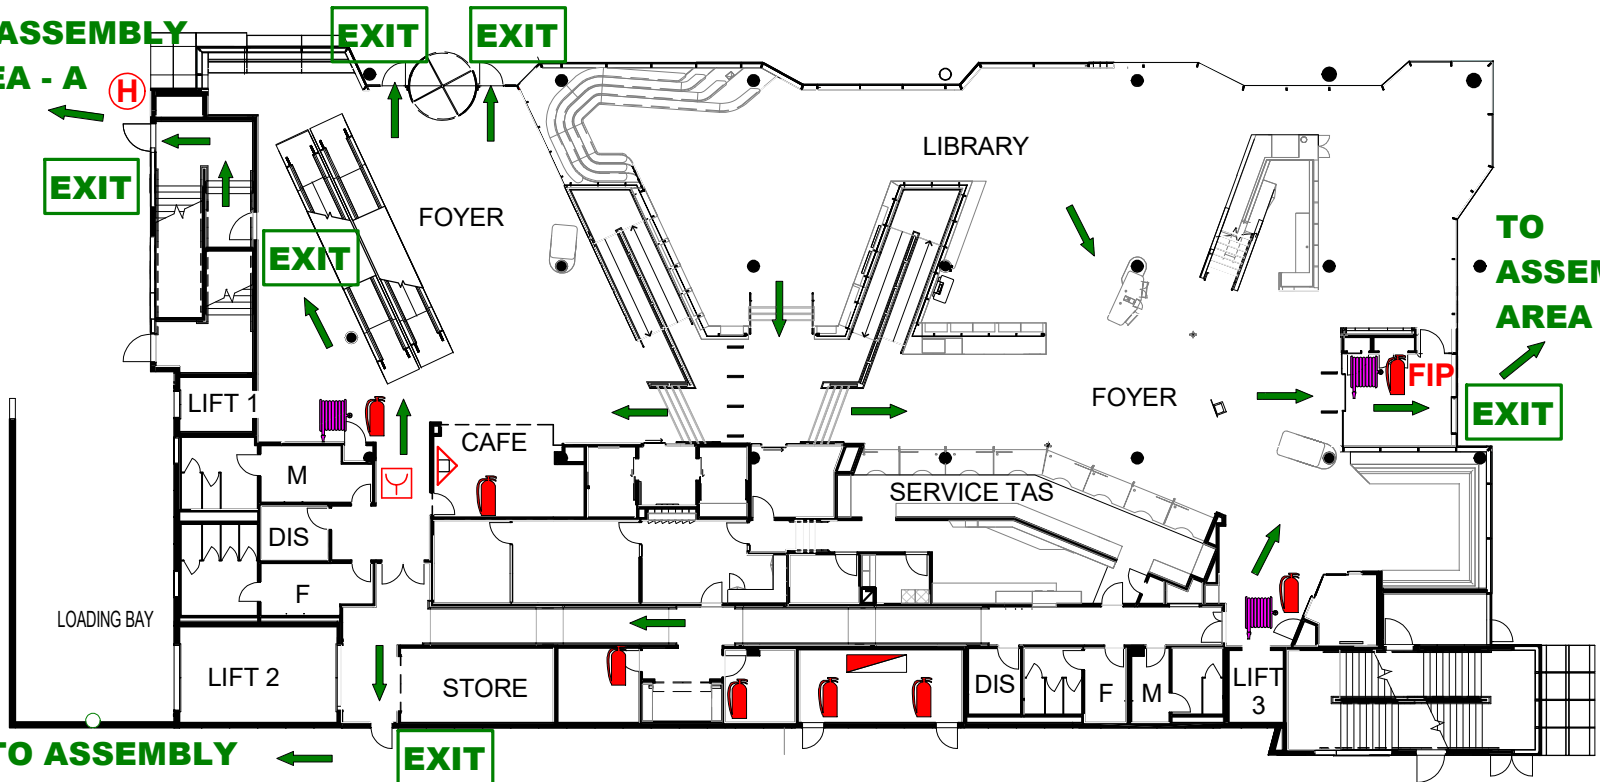 ASSEMBLY
EXIT
EXIT
A - A
H
LIBRARY
EXIT
FOYER
TO
EXIT
ASSEM
AREA
FIP
LIFT 1
FOYER
EXIT
CAFE
M
SERVICE TAS
DIS
F
LOADING BAY
LIFT 2
STORE
DIS
F
M
LIFT
3
TO ASSEMBLY
EXIT